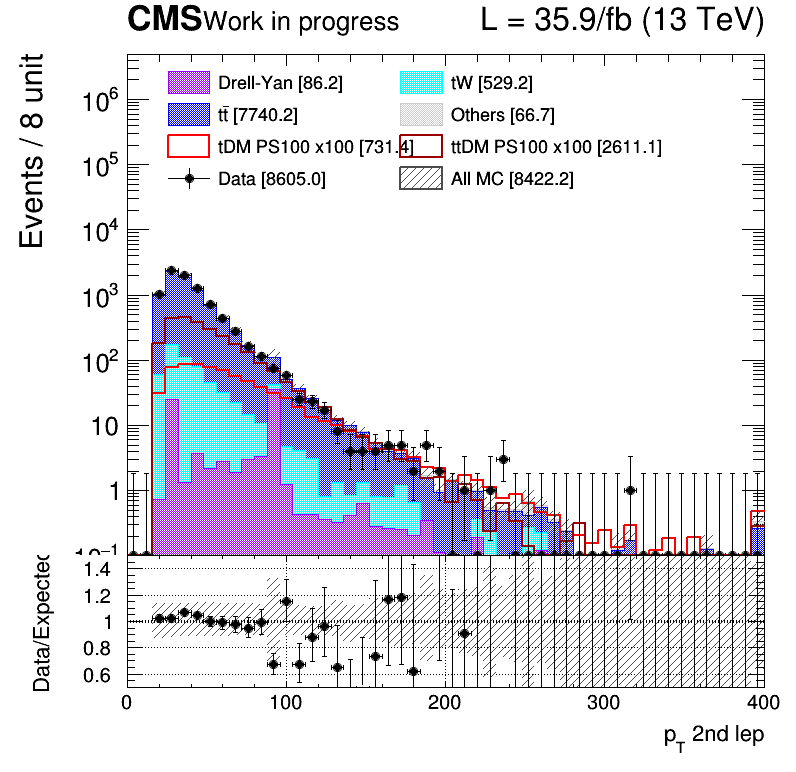 CMS Work in progress L = 35.9/fb (13 TeV)
Events / 8 unit
Drell-Yan [86.2] tW [529.2]
tt̄ [7740.2] Others [66.7]
tDM PS100 x100 [731.4] ttDM PS100 x100 [2611.1]
Data [8605.0] All MC [8422.2]
10⁶
10⁵
10⁴
10³
10²
10
1
10⁻¹
Data/Expected
1.4
1.2
1
0.8
0.6
0 100 200 300 400
p_T 2nd lep